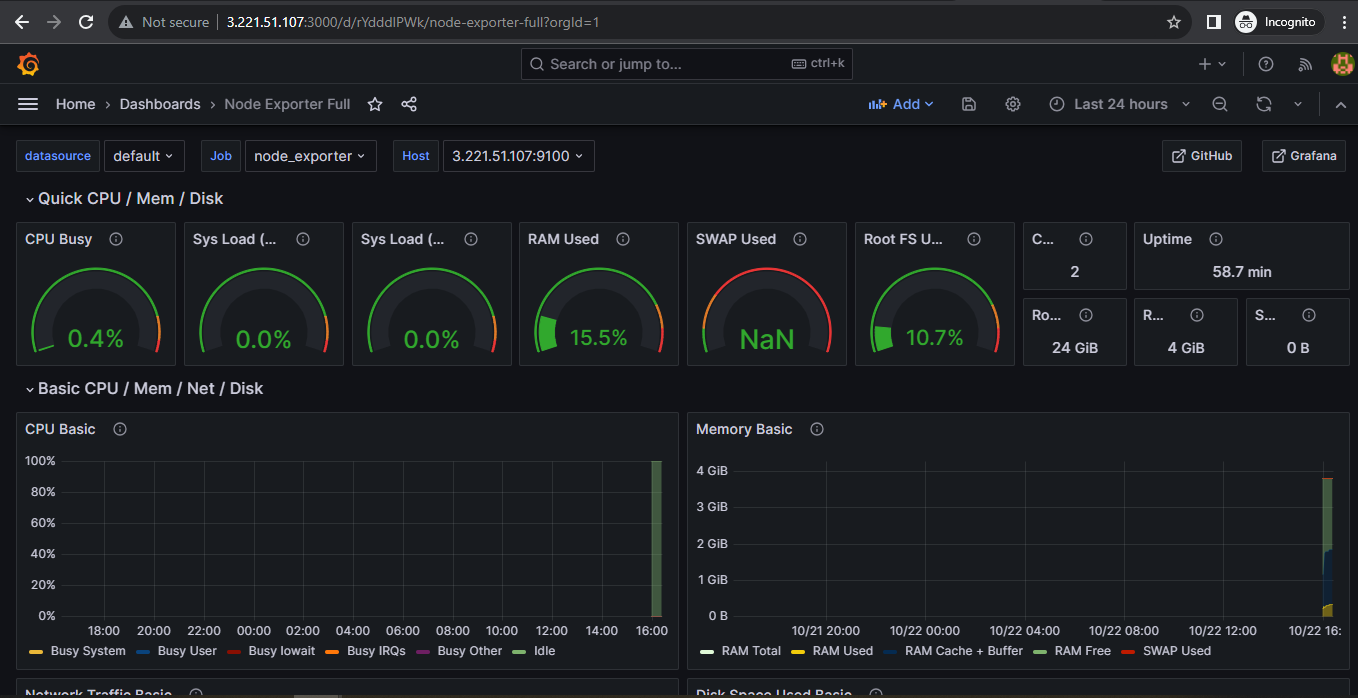 Not secure 3.221.51.107:3000/d/rYdddlPWk/node-exporter-full?orgId=1 Incognito
Search or jump to... ctrl+k
Home › Dashboards › Node Exporter Full Add Last 24 hours
datasource default Job node_exporter Host 3.221.51.107:9100 GitHub Grafana
Quick CPU / Mem / Disk
CPU Busy Sys Load (... Sys Load (... RAM Used SWAP Used Root FS U... C... Uptime
2 58.7 min
Ro... R... S...
0.4% 0.0% 0.0% 15.5% NaN 10.7%
24 GiB 4 GiB 0 B
Basic CPU / Mem / Net / Disk
CPU Basic
100%
80%
60%
40%
20%
0%
18:00 20:00 22:00 00:00 02:00 04:00 06:00 08:00 10:00 12:00 14:00 16:00
Busy System Busy User Busy Iowait Busy IRQs Busy Other Idle
Memory Basic
4 GiB
3 GiB
2 GiB
1 GiB
0 B
10/21 20:00 10/22 00:00 10/22 04:00 10/22 08:00 10/22 12:00 10/22 16:
RAM Total RAM Used RAM Cache + Buffer RAM Free SWAP Used
Network Traffic Basic Disk Space Used Basic